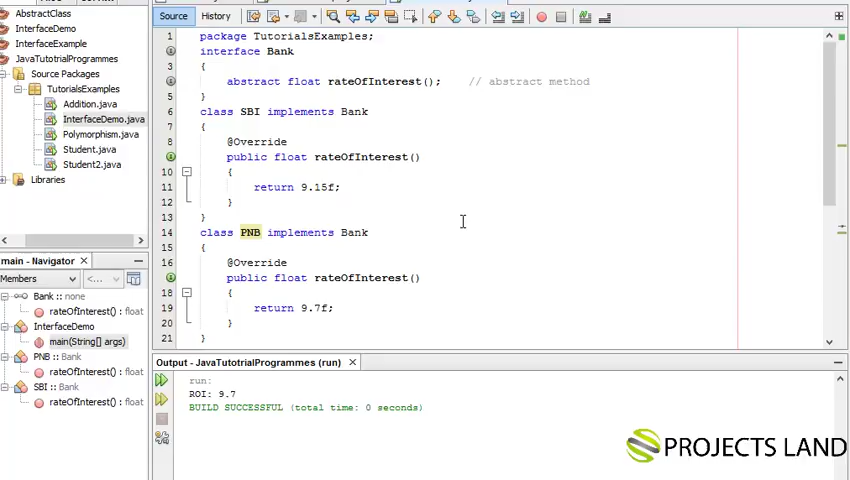 AbstractClass
InterfaceDemo
InterfaceExample
JavaTutotrialProgrammes
Source Packages
TutorialsExamples
Addition.java
InterfaceDemo.java
Polymorphism.java
Student.java
Student2.java
Libraries
main - Navigator
Members
<...
Bank :: none
rateOfInterest() : float
InterfaceDemo
main(String[] args)
PNB :: Bank
rateOfInterest() : float
SBI :: Bank
rateOfInterest() : float
Source History
1 package TutorialsExamples;
interface Bank
3 {
abstract float rateOfInterest(); // abstract method
5 }
6 class SBI implements Bank
7 {
8 @Override
public float rateOfInterest()
10 {
11 return 9.15f;
12 }
13 }
14 class PNB implements Bank
15 {
16 @Override
public float rateOfInterest()
18 {
19 return 9.7f;
20 }
21 }
Output - JavaTutotrialProgrammes (run)
run:
ROI: 9.7
BUILD SUCCESSFUL (total time: 0 seconds)
PROJECTS LAND